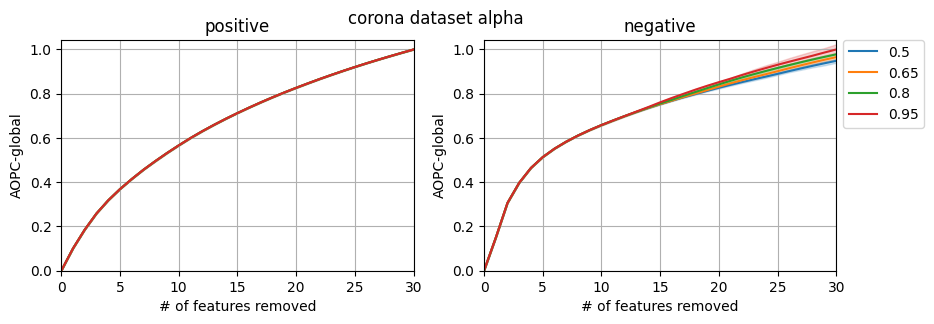 corona dataset alpha
positive
AOPC-global
1.0
0.8
0.6
0.4
0.2
0.0
0 5 10 15 20 25 30
# of features removed
negative
AOPC-global
1.0
0.8
0.6
0.4
0.2
0.0
0 5 10 15 20 25 30
# of features removed
0.5
0.65
0.8
0.95